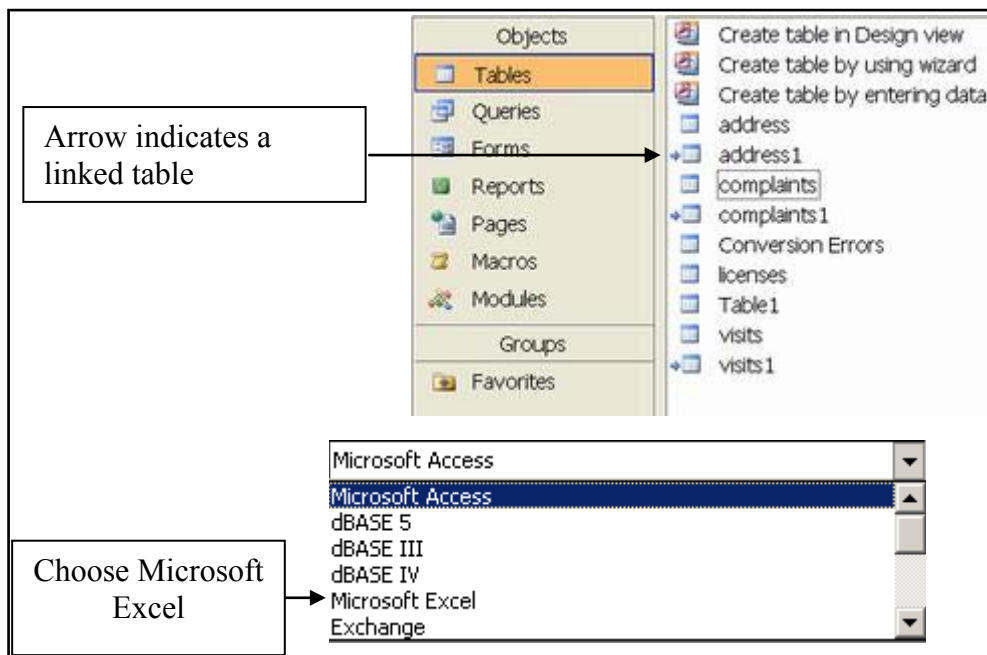 Objects
Tables
Queries
Forms
Reports
Pages
Macros
Modules
Groups
Favorites
Create table in Design view
Create table by using wizard
Create table by entering data
address
address1
complaints
complaints1
Conversion Errors
licenses
Table1
visits
visits1
Arrow indicates a
linked table
Microsoft Access
Microsoft Access
dBASE 5
dBASE III
dBASE IV
Microsoft Excel
Exchange
Choose Microsoft
Excel